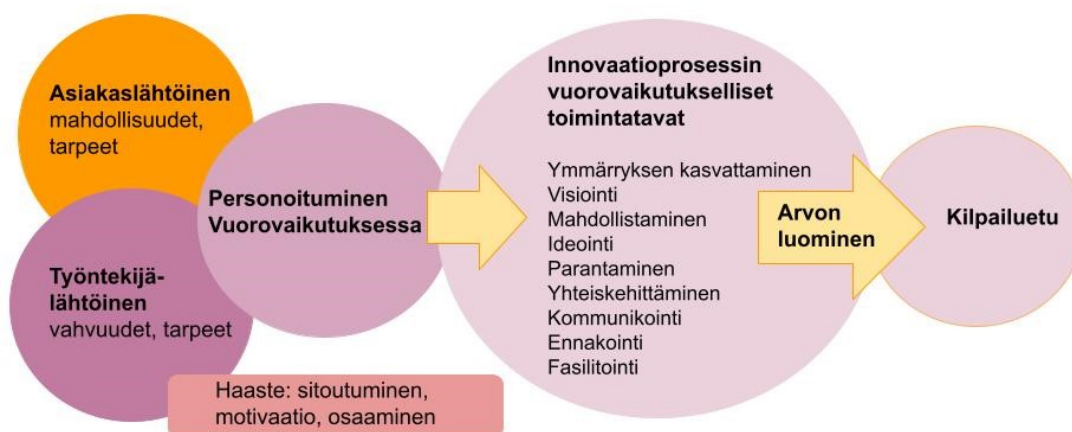 Asiakaslähtöinen
mahdollisuudet,
tarpeet
Työntekijä-
lähtöinen
vahvuudet, tarpeet
Personoituminen
Vuorovaikutuksessa
Haaste: sitoutuminen,
motivaatio, osaaminen
Innovaatioprosessin
vuorovaikutukselliset
toimintatavat
Ymmärryksen kasvattaminen
Visiointi
Mahdollistaminen
Ideointi
Parantaminen
Yhteiskehittäminen
Kommunikointi
Ennakointi
Fasilitointi
Arvon
luominen
Kilpailuetu